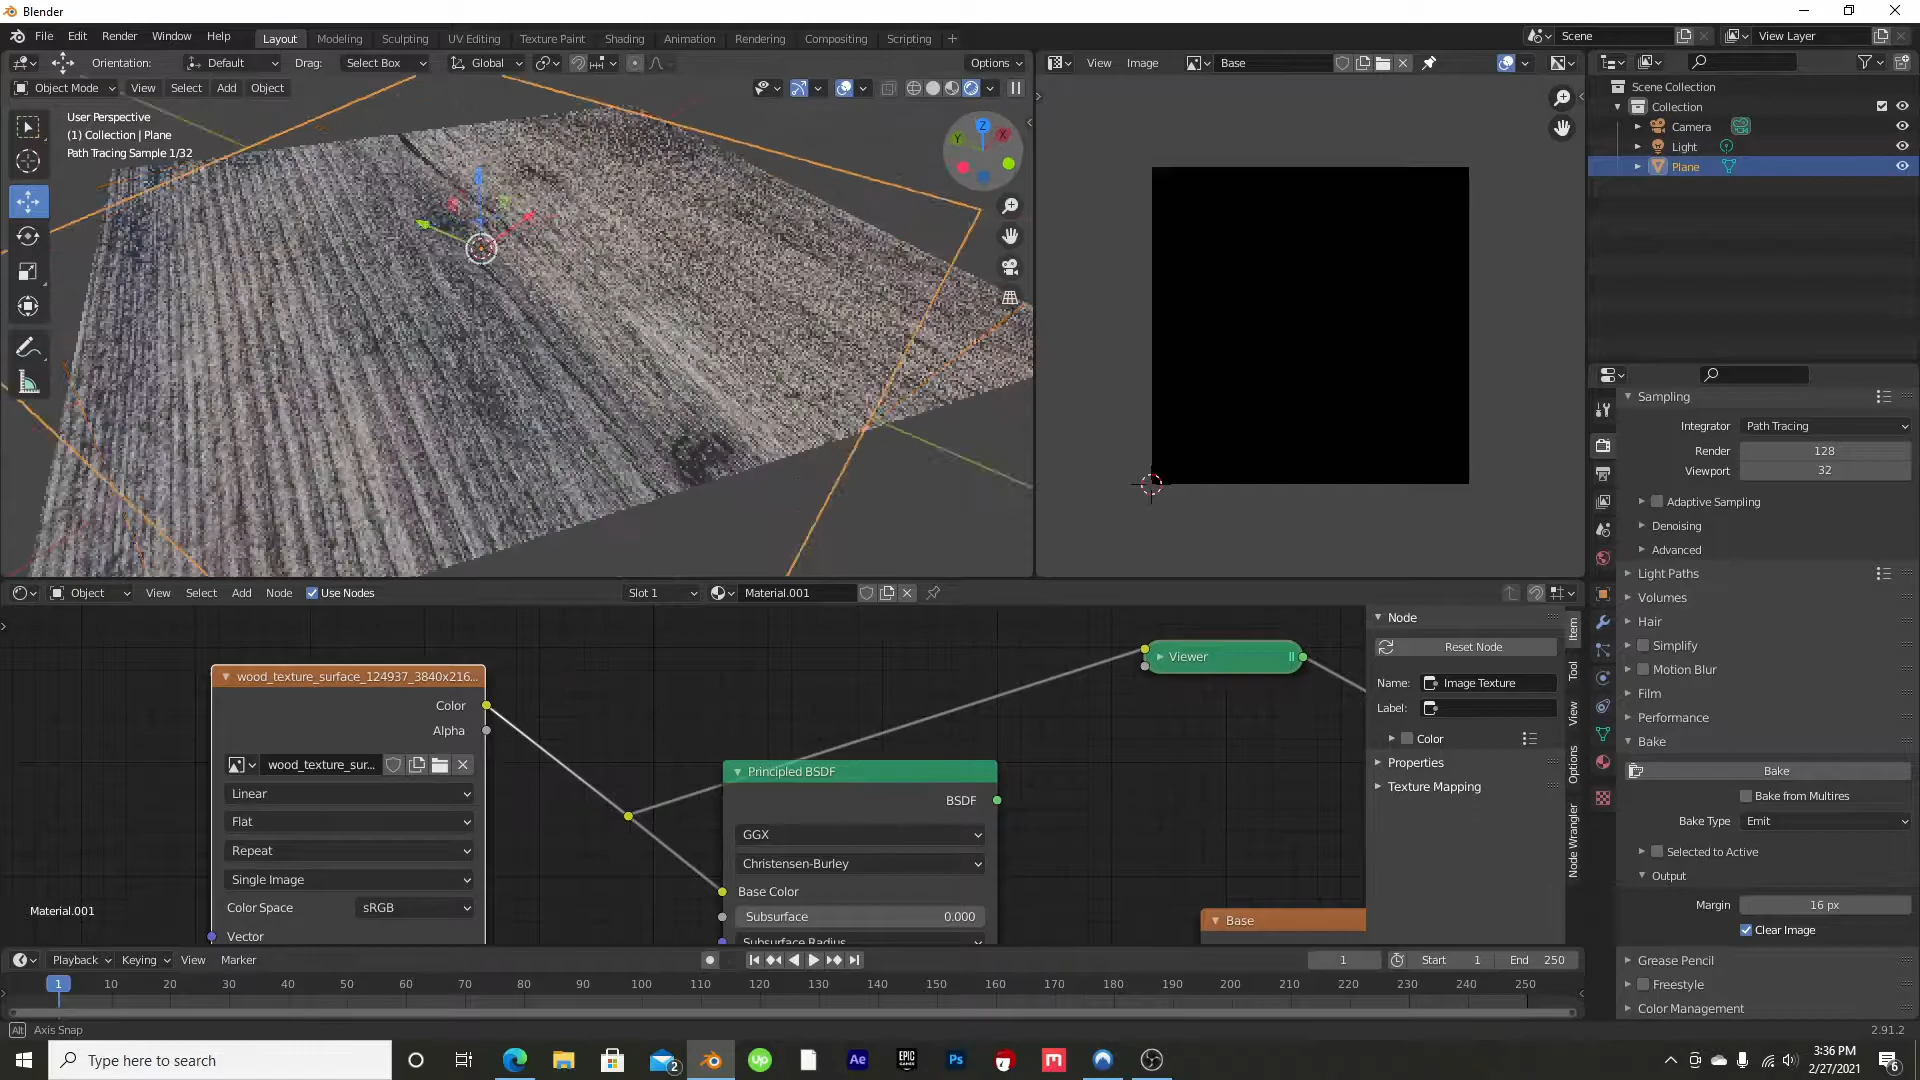 Blender
File Edit Render Window Help
Layout Modeling Sculpting UV Editing Texture Paint Shading Animation Rendering Compositing Scripting +
Scene
View Layer
Orientation: Default Drag: Select Box Global Options
View Image Base
Object Mode View Select Add Object
User Perspective
(1) Collection | Plane
Path Tracing Sample 1/32
Z
Y
X
Scene Collection
Collection
Camera
Light
Plane
Sampling
Integrator Path Tracing
Render 128
Viewport 32
Adaptive Sampling
Denoising
Advanced
Light Paths
Volumes
Hair
Simplify
Motion Blur
Film
Performance
Bake
Bake
Bake from Multires
Bake Type Emit
Selected to Active
Output
Margin 16 px
Clear Image
Grease Pencil
Freestyle
Color Management
Object View Select Add Node Use Nodes Slot 1 Material.001
wood_texture_surface_124937_3840x216...
Color
Alpha
wood_texture_sur...
Linear
Flat
Repeat
Single Image
Color Space sRGB
Vector
Material.001
Principled BSDF
BSDF
GGX
Christensen-Burley
Base Color
Subsurface 0.000
Subsurface Radius
Viewer
Base
Node
Reset Node
Name: Image Texture
Label:
Color
Properties
Texture Mapping
Item
Tool
View
Options
Node Wrangler
Playback Keying View Marker 1 Start 1 End 250
1 10 20 30 40 50 60 70 80 90 100 110 120 130 140 150 160 170 180 190 200 210 220 230 240 250
Alt Axis Snap
2.91.2
Type here to search
2
Up
Ae
EPIC
GAMES
Ps
3:36 PM
2/27/2021
6